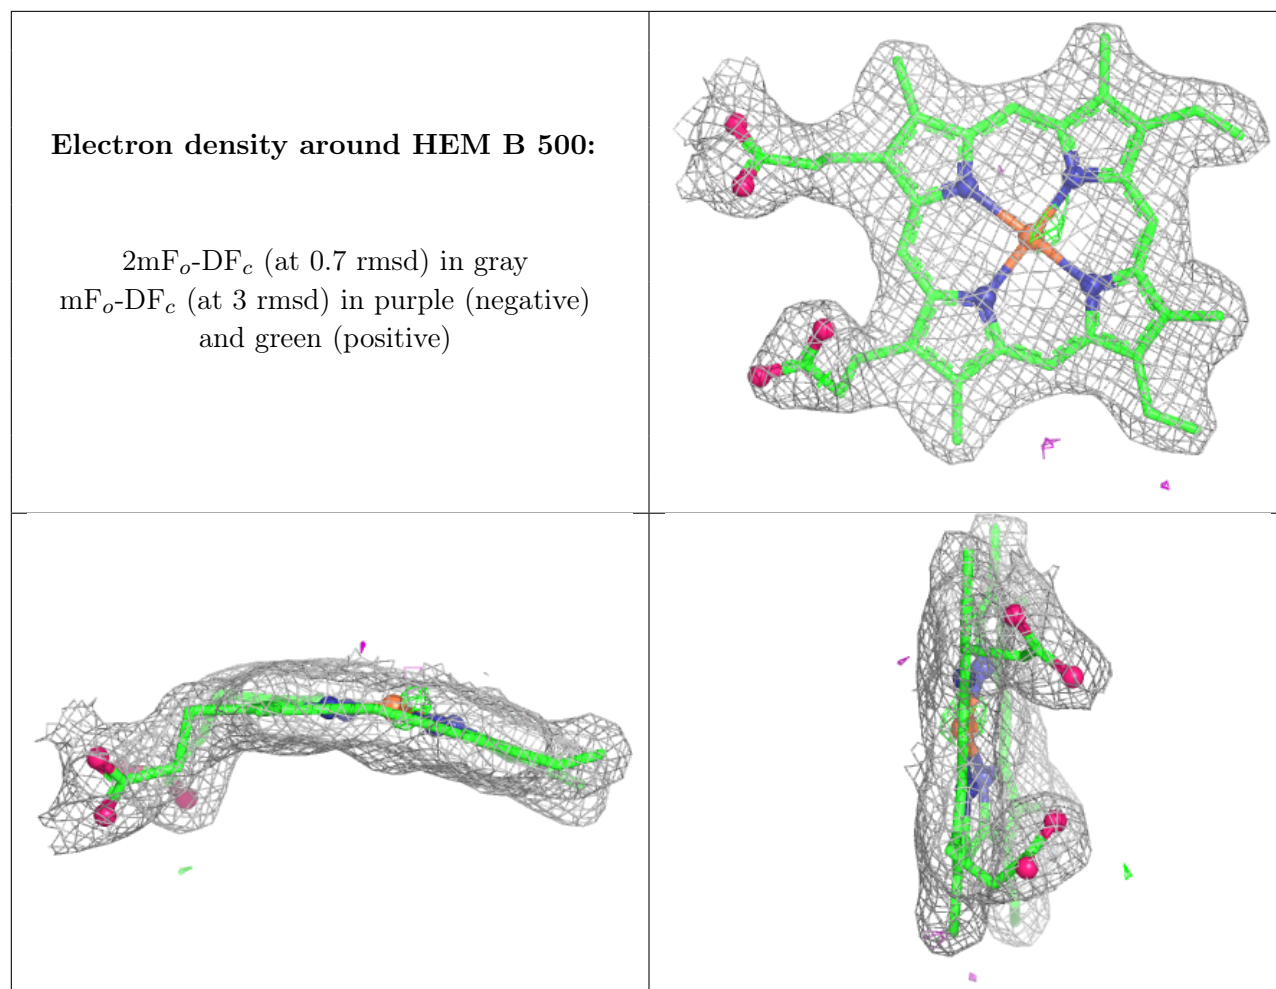 Electron density around HEM B 500:
2mFo-DFc (at 0.7 rmsd) in gray
mFo-DFc (at 3 rmsd) in purple (negative)
and green (positive)